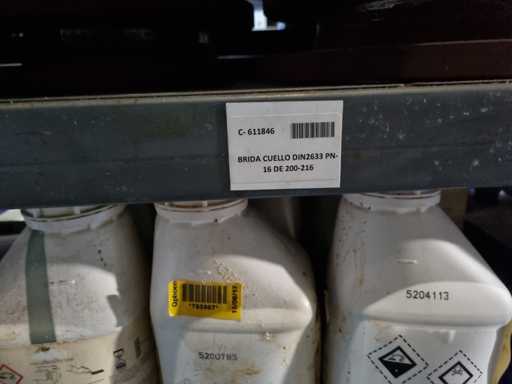 C- 611846
BRIDA CUELLO DIN2633 PN-
16 DE 200-216
5204113
5200785